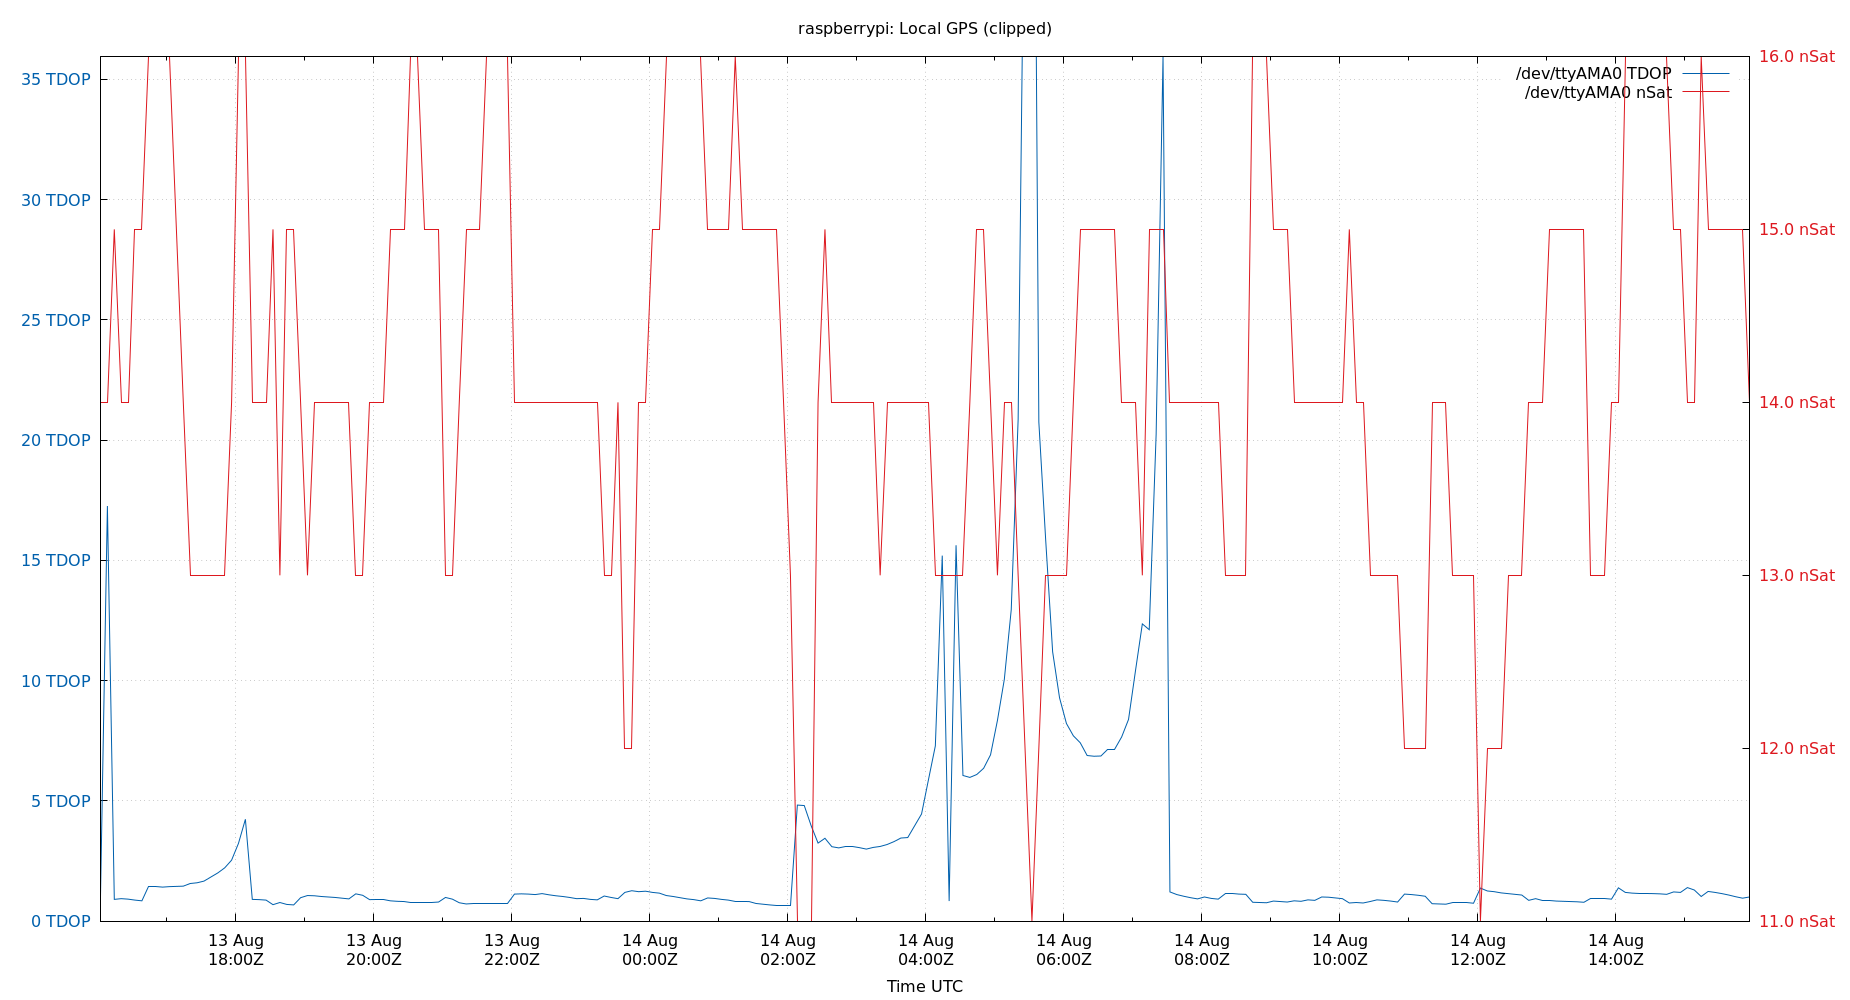 raspberrypi: Local GPS (clipped)
35 TDOP
30 TDOP
25 TDOP
20 TDOP
15 TDOP
10 TDOP
5 TDOP
0 TDOP
/dev/ttyAMA0 TDOP
/dev/ttyAMA0 nSat
16.0 nSat
15.0 nSat
14.0 nSat
13.0 nSat
12.0 nSat
11.0 nSat
13 Aug
18:00Z
13 Aug
20:00Z
13 Aug
22:00Z
14 Aug
00:00Z
14 Aug
02:00Z
14 Aug
04:00Z
14 Aug
06:00Z
14 Aug
08:00Z
14 Aug
10:00Z
14 Aug
12:00Z
14 Aug
14:00Z
Time UTC